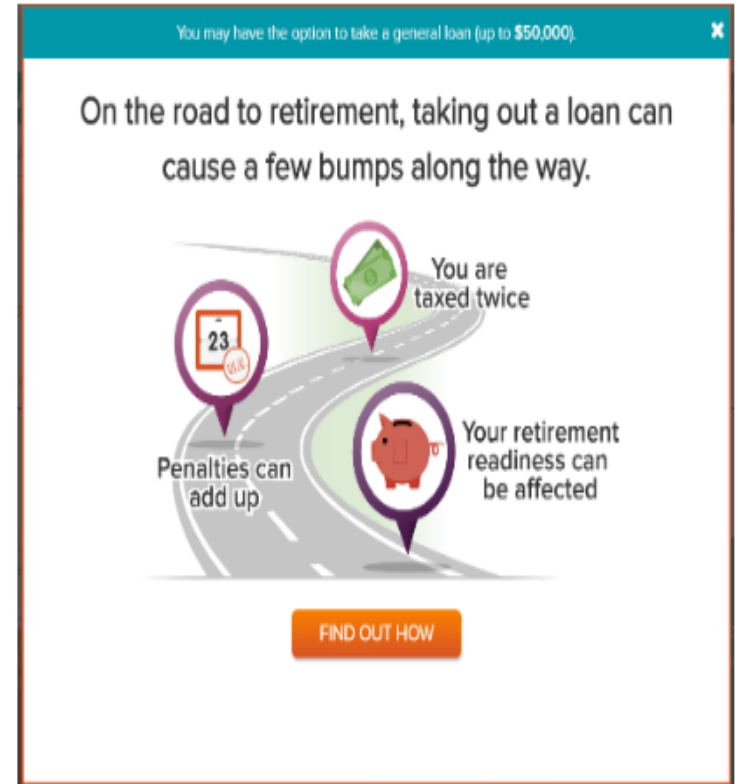 You may have the option to take a general loan (up to $50,000).
On the road to retirement, taking out a loan can
cause a few bumps along the way.
You are
taxed twice
23
Penalties can
add up
Your retirement
readiness can
be affected
FIND OUT HOW